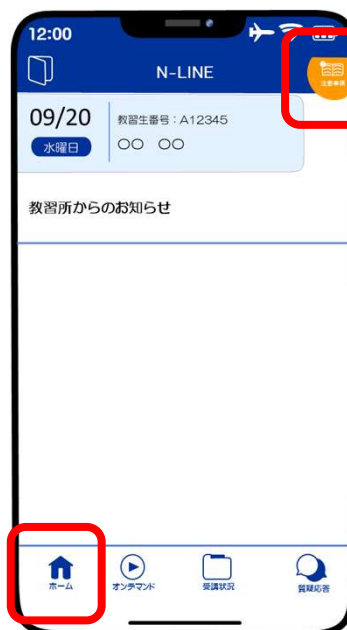 12:00
N-LINE
注意事項
09/20
教習生番号：A12345
水曜日
○○ ○○
教習所からのお知らせ
ホーム
オンデマンド
受講状況
質疑応答